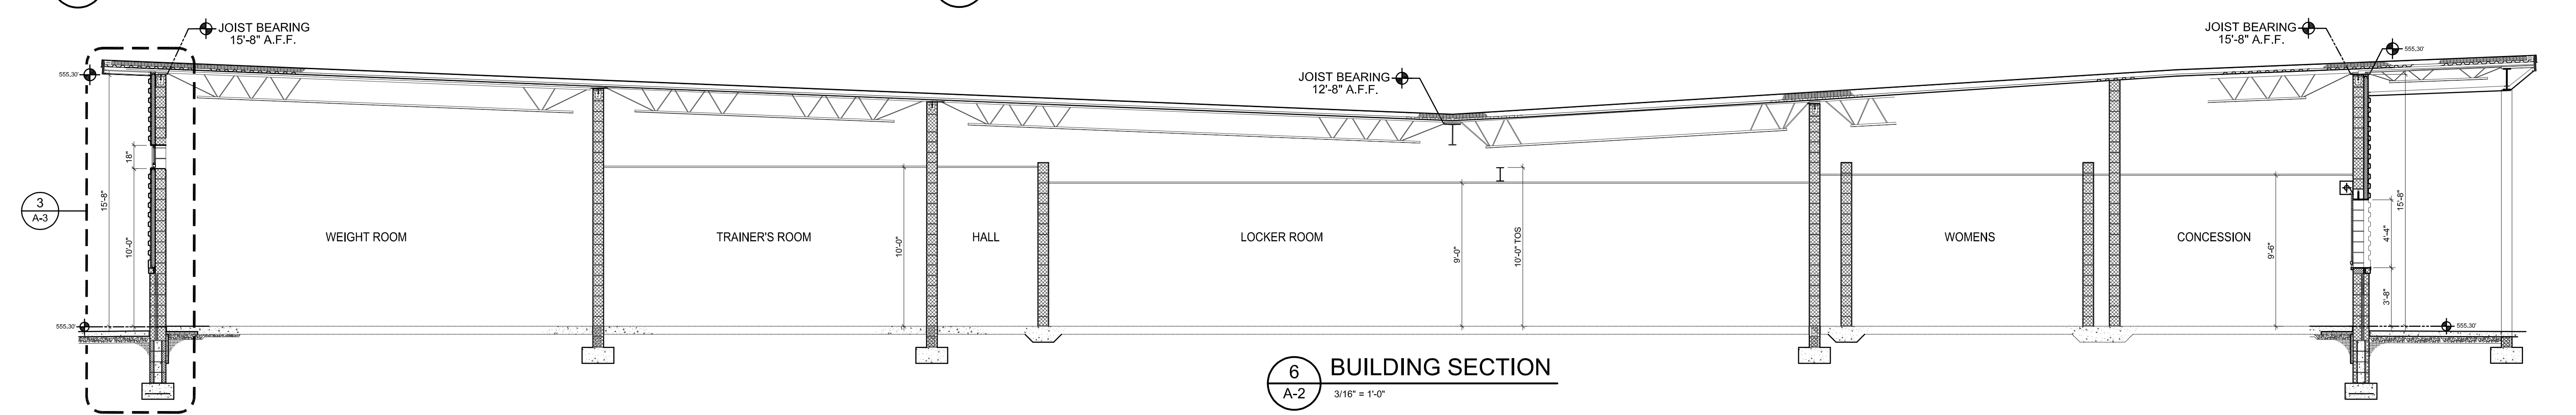 JOIST BEARING
15'-8" A.F.F.
JOIST BEARING
15'-8" A.F.F.
555.30'
555.30'
JOIST BEARING
12'-8" A.F.F.
18"
15'-8"
10'-0"
3
A-3
WEIGHT ROOM
TRAINER'S ROOM
10'-0"
HALL
LOCKER ROOM
9'-0"
10'-0" TOS
WOMENS
CONCESSION
9'-6"
15'-8"
4'-4"
3'-8"
555.30'
555.30'
6
A-2
BUILDING SECTION
3/16" = 1'-0"